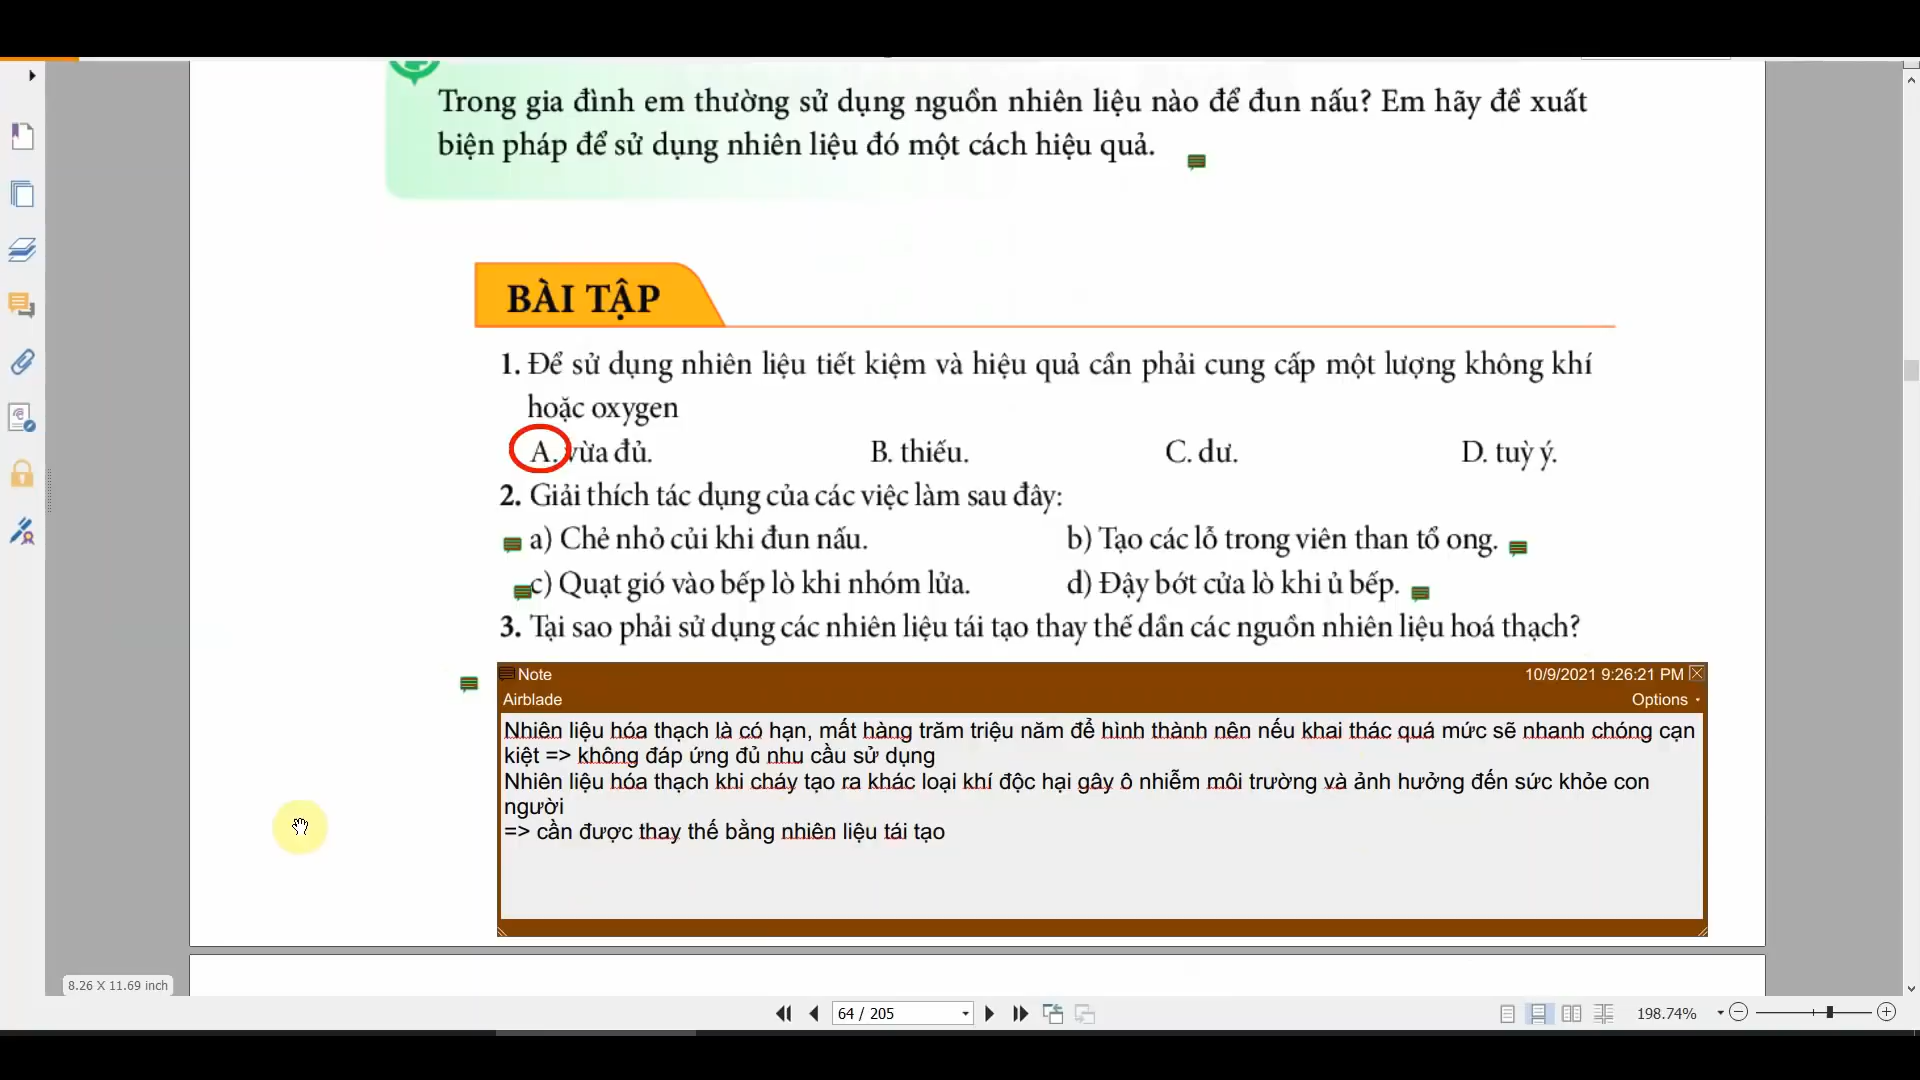 Trong gia đình em thường sử dụng nguồn nhiên liệu nào để đun nấu? Em hãy đề xuất
biện pháp để sử dụng nhiên liệu đó một cách hiệu quả.
BÀI TẬP
1. Để sử dụng nhiên liệu tiết kiệm và hiệu quả cần phải cung cấp một lượng không khí
hoặc oxygen
A. vừa đủ. B. thiếu. C. dư. D. tuỳ ý.
2. Giải thích tác dụng của các việc làm sau đây:
a) Chẻ nhỏ củi khi đun nấu. b) Tạo các lỗ trong viên than tổ ong.
c) Quạt gió vào bếp lò khi nhóm lửa. d) Đậy bớt cửa lò khi ủ bếp.
3. Tại sao phải sử dụng các nhiên liệu tái tạo thay thế dần các nguồn nhiên liệu hoá thạch?
Note 10/9/2021 9:26:21 PM
Airblade Options
Nhiên liệu hóa thạch là có hạn, mất hàng trăm triệu năm để hình thành nên nếu khai thác quá mức sẽ nhanh chóng cạn
kiệt => không đáp ứng đủ nhu cầu sử dụng
Nhiên liệu hóa thạch khi cháy tạo ra khác loại khí độc hại gây ô nhiễm môi trường và ảnh hưởng đến sức khỏe con
người
=> cần được thay thế bằng nhiên liệu tái tạo
8.26 X 11.69 inch
64 / 205
198.74%